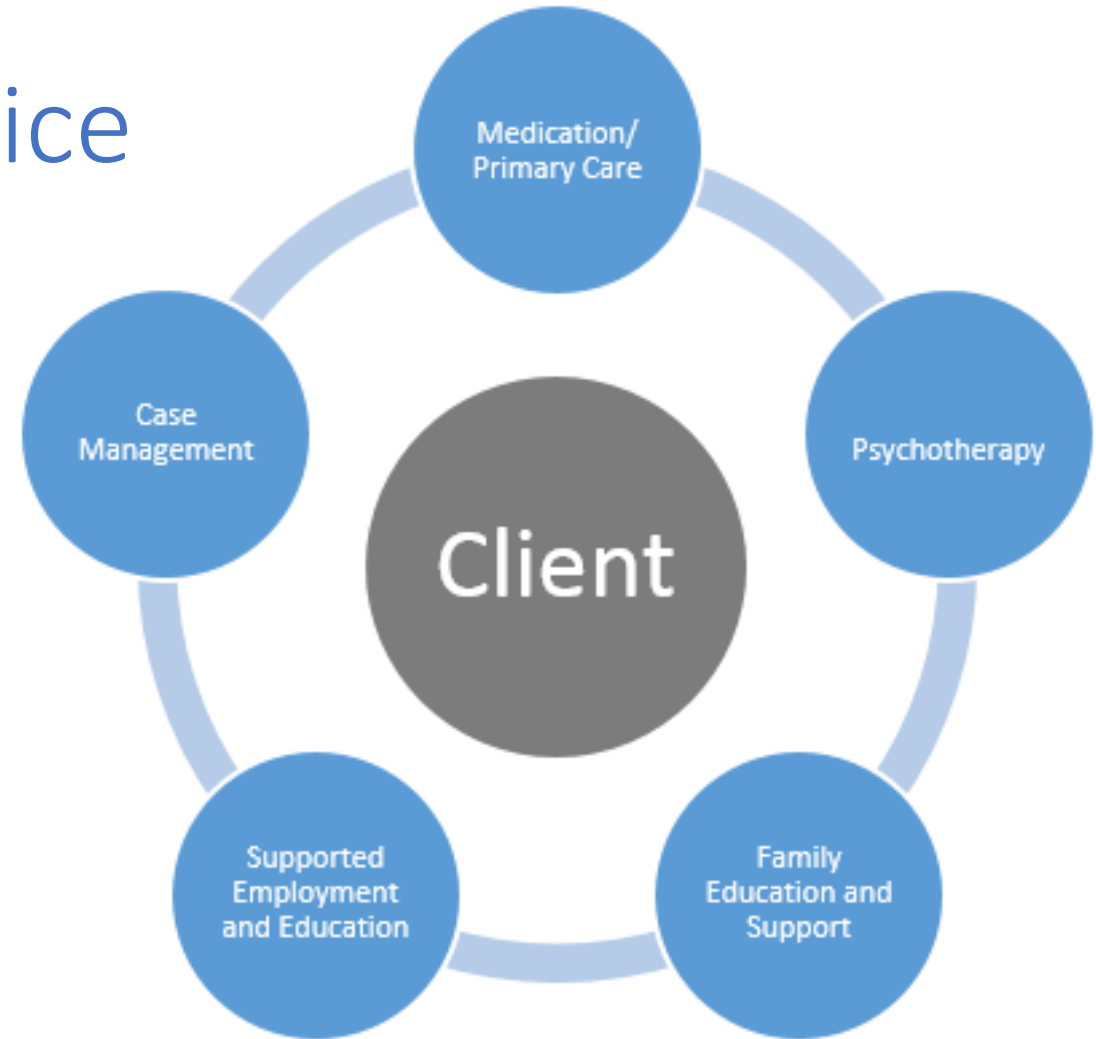 ice
Medication/
Primary Care
Case
Management
Psychotherapy
Client
Supported
Employment
and Education
Family
Education and
Support